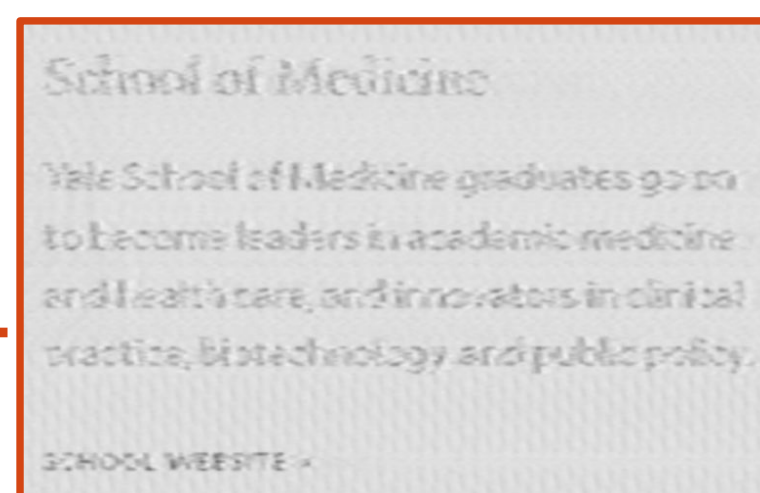 School of Medicine
Yale School of Medicine graduates go on
to become leaders in academic medicine
and health care, and innovators in clinical
practice, biotechnology and public policy.
SCHOOL WEBSITE >